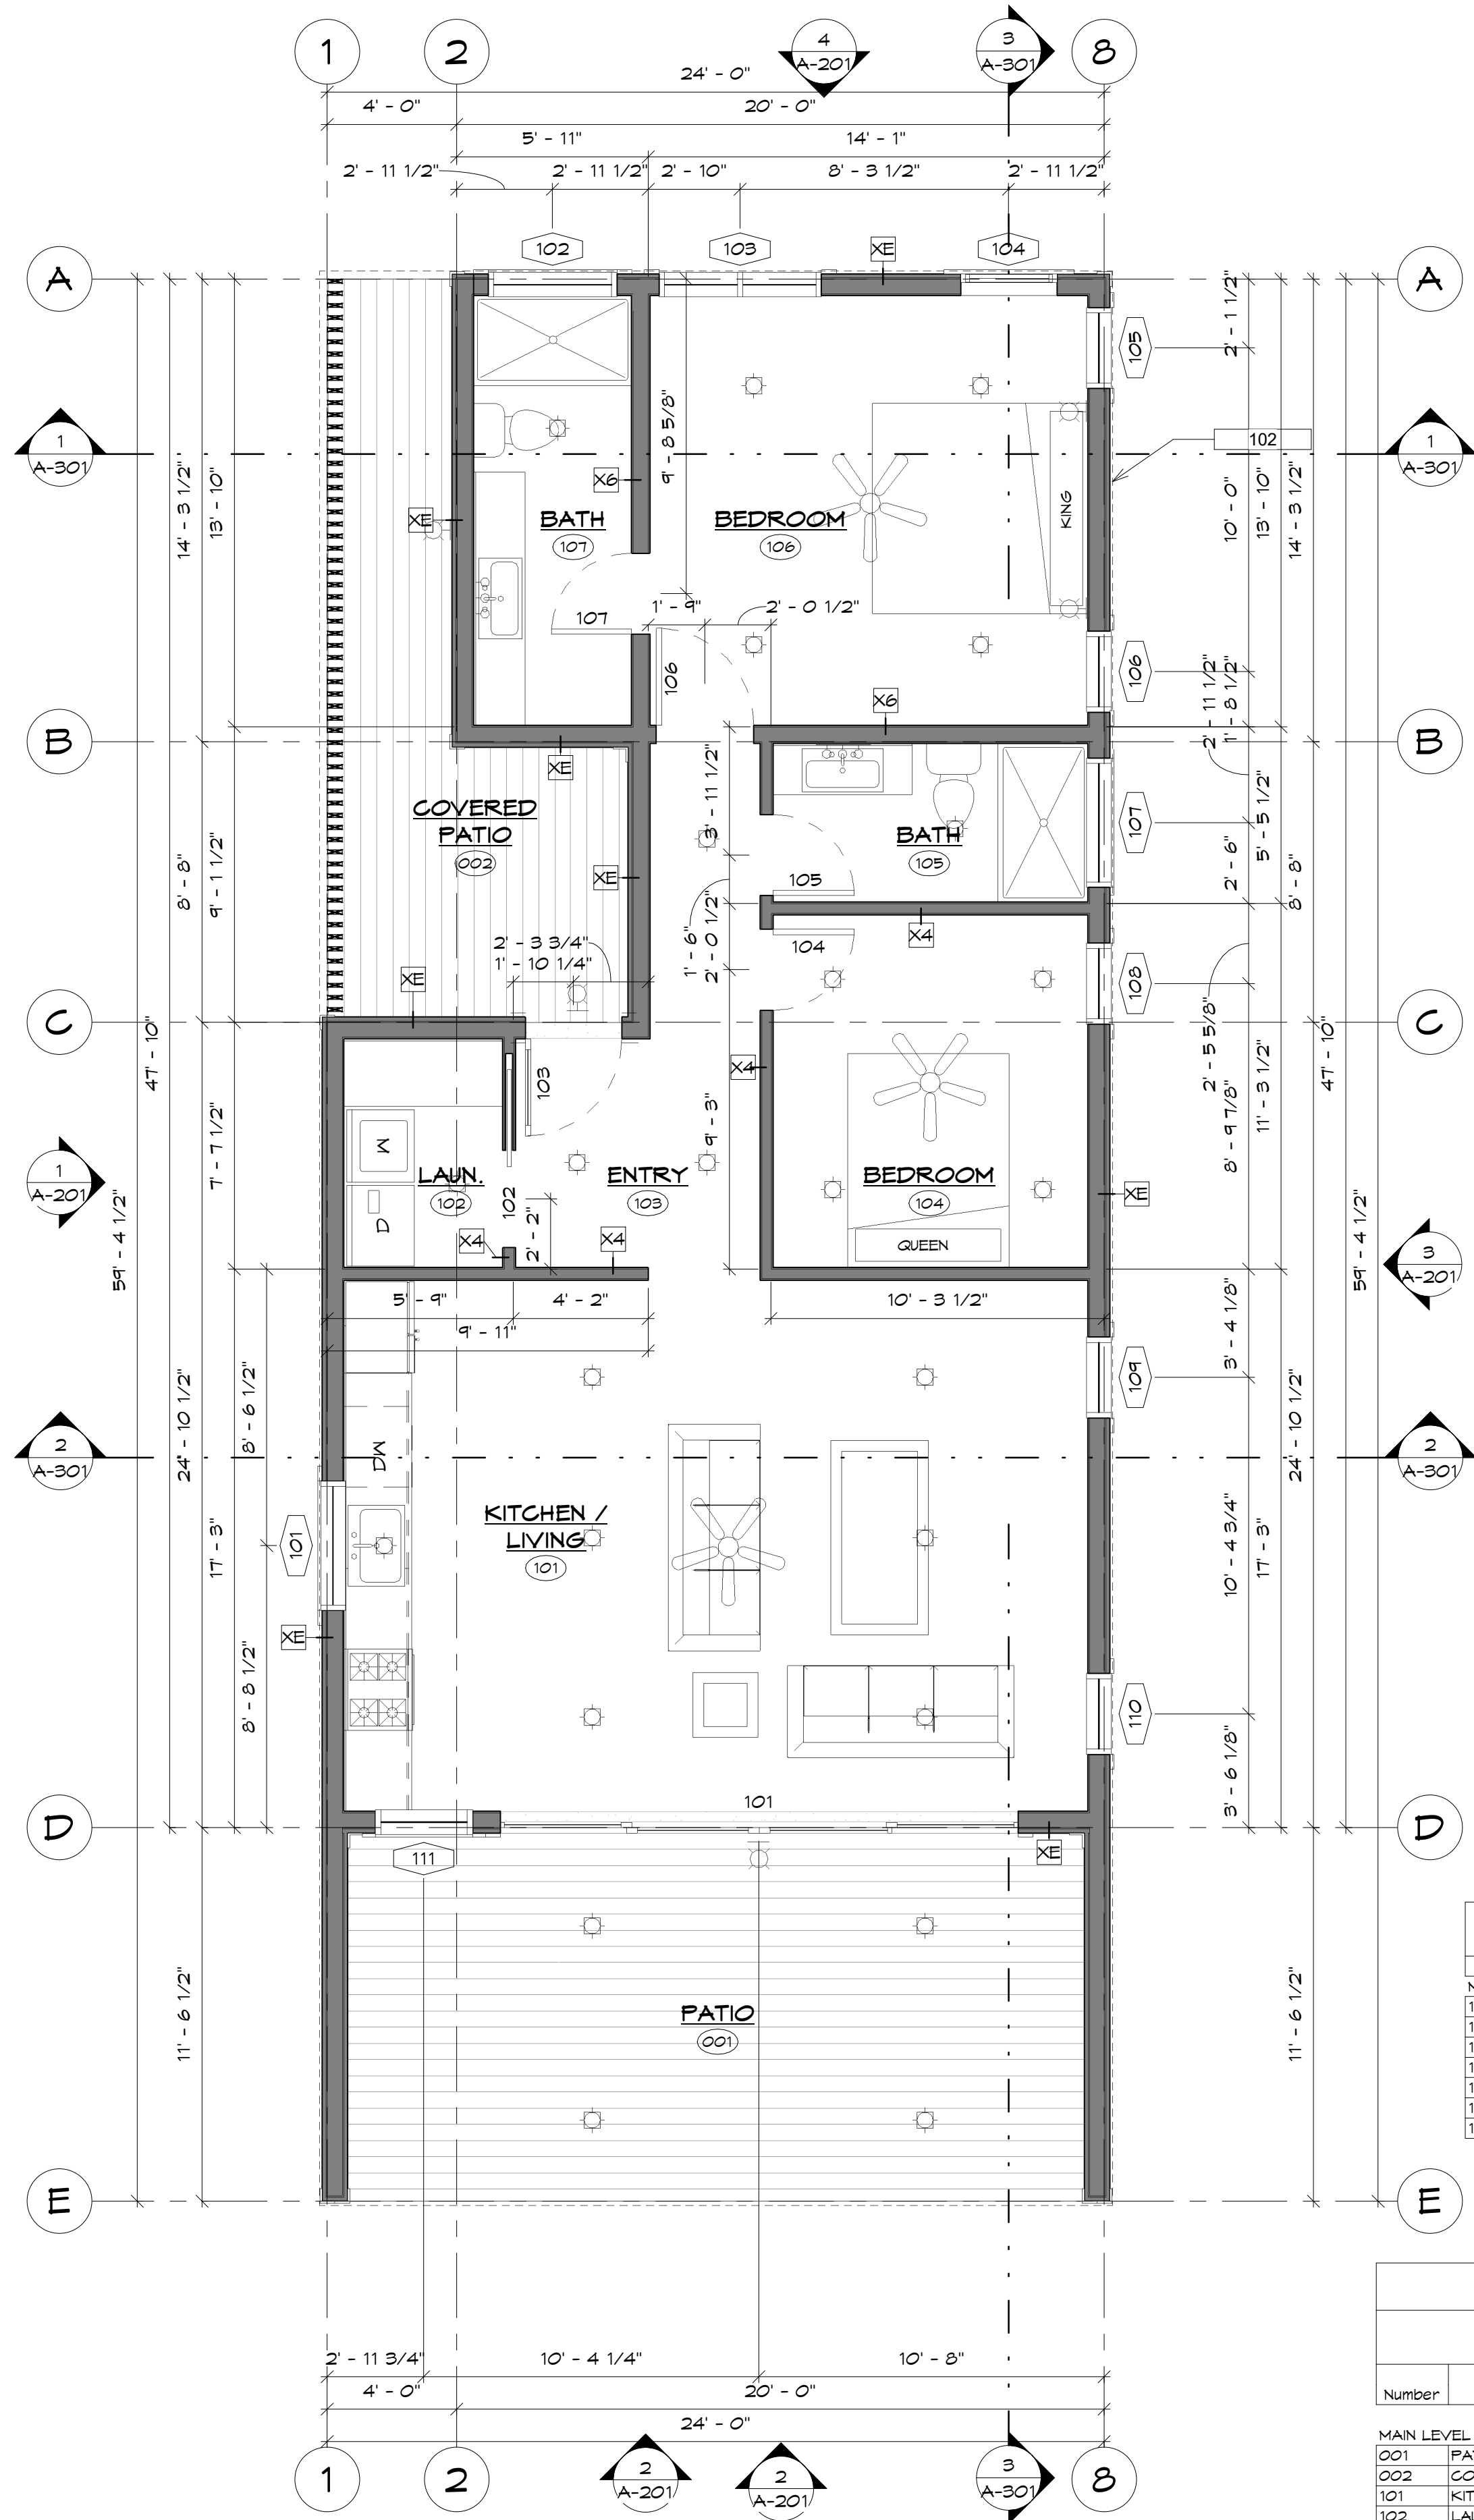 1
2
4
A-201
3
A-301
8
24' - 0"
4' - 0"
20' - 0"
5' - 11"
14' - 1"
2' - 11 1/2"
2' - 11 1/2"
2' - 10"
8' - 3 1/2"
2' - 11 1/2"
102
103
XE
104
A
A
2' - 1 1/2"
105
9' - 8 5/8"
1
A-301
102
1
A-301
X6
KING
14' - 3 1/2"
13' - 10"
10' - 0"
13' - 10"
14' - 3 1/2"
XE
BATH
107
BEDROOM
106
1' - 9"
2' - 0 1/2"
107
106
106
X6
2' - 11 1/2"
1' - 8 1/2"
B
B
XE
COVERED
PATIO
002
3' - 11 1/2"
BATH
105
107
5' - 5 1/2"
2' - 6"
8' - 8"
9' - 1 1/2"
8' - 8"
XE
105
X4
104
2' - 3 3/4"
1' - 10 1/4"
1' - 6"
2' - 0 1/2"
XE
108
C
C
47' - 10"
47' - 10"
2' - 5 5/8"
103
X4
9' - 3"
8' - 9 7/8"
11' - 3 1/2"
7' - 7 1/2"
W
D
LAUN.
102
102
ENTRY
103
BEDROOM
104
XE
1
A-201
59' - 4 1/2"
59' - 4 1/2"
X4
2' - 2"
X4
QUEEN
3
A-201
5' - 9"
4' - 2"
10' - 3 1/2"
9' - 11"
3' - 4 1/8"
109
24' - 10 1/2"
8' - 6 1/2"
24' - 10 1/2"
2
A-301
DW
2
A-301
KITCHEN /
LIVING
101
101
17' - 3"
10' - 4 3/4"
17' - 3"
XE
8' - 8 1/2"
110
3' - 6 1/8"
101
D
D
111
XE
11' - 6 1/2"
PATIO
001
11' - 6 1/2"
E
E
2' - 11 3/4"
10' - 4 1/4"
10' - 8"
4' - 0"
20' - 0"
24' - 0"
1
2
2
A-201
2
A-201
3
A-301
8
Number
MAIN LEVEL
001
002
101
102